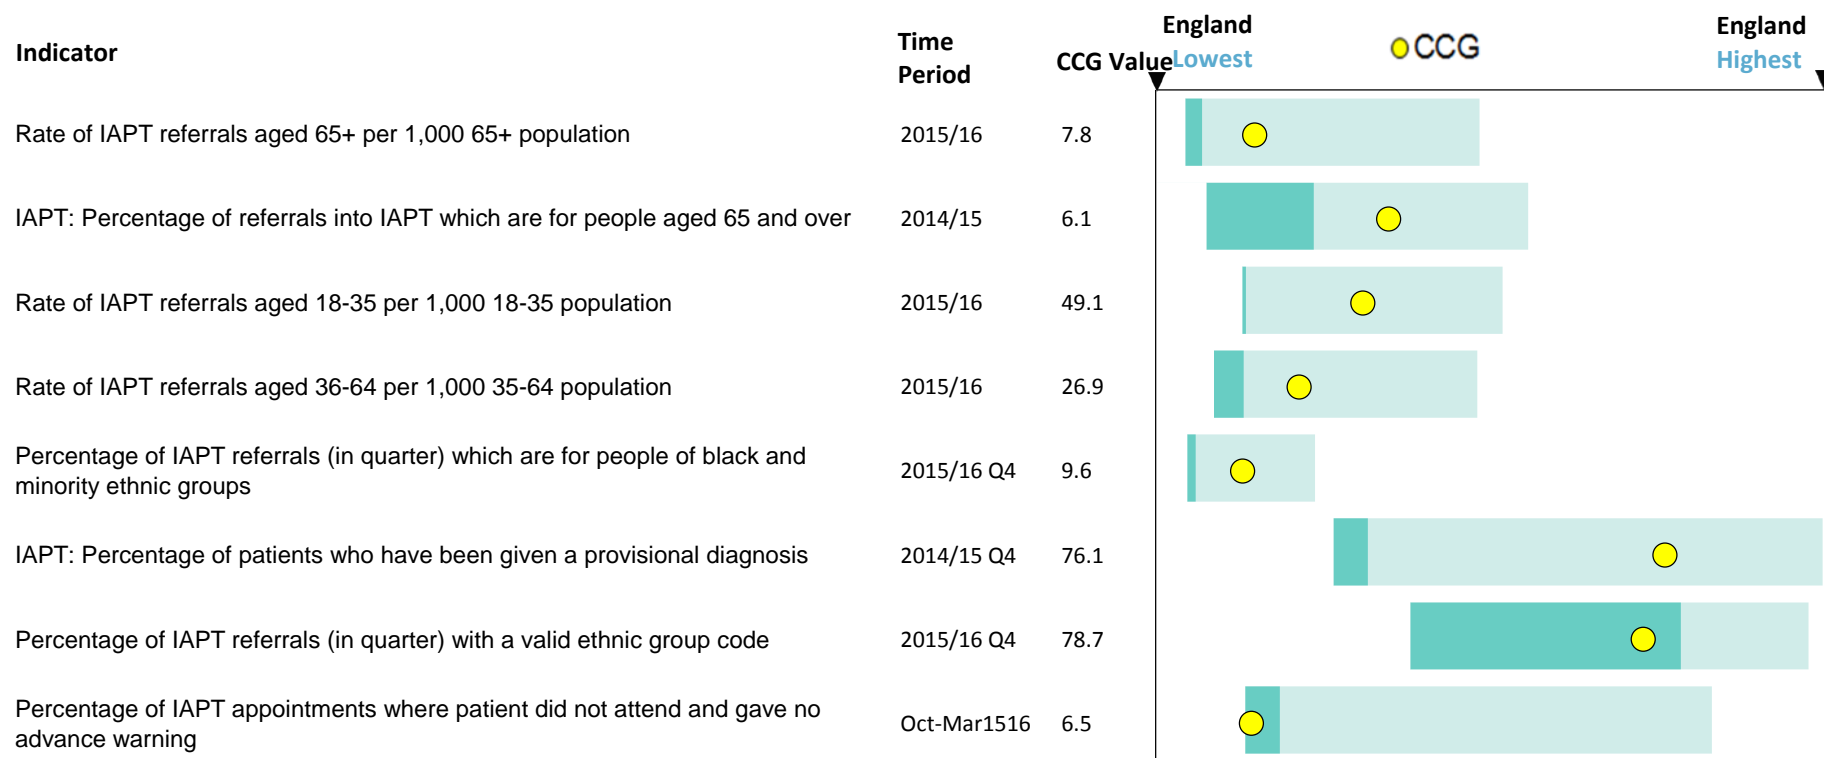 Indicator
Time
Period
CCG Value
England
Lowest
CCG
England
Highest
Rate of IAPT referrals aged 65+ per 1,000 65+ population 2015/16 7.8
IAPT: Percentage of referrals into IAPT which are for people aged 65 and over 2014/15 6.1
Rate of IAPT referrals aged 18-35 per 1,000 18-35 population 2015/16 49.1
Rate of IAPT referrals aged 36-64 per 1,000 35-64 population 2015/16 26.9
Percentage of IAPT referrals (in quarter) which are for people of black and
minority ethnic groups 2015/16 Q4 9.6
IAPT: Percentage of patients who have been given a provisional diagnosis 2014/15 Q4 76.1
Percentage of IAPT referrals (in quarter) with a valid ethnic group code 2015/16 Q4 78.7
Percentage of IAPT appointments where patient did not attend and gave no
advance warning Oct-Mar1516 6.5